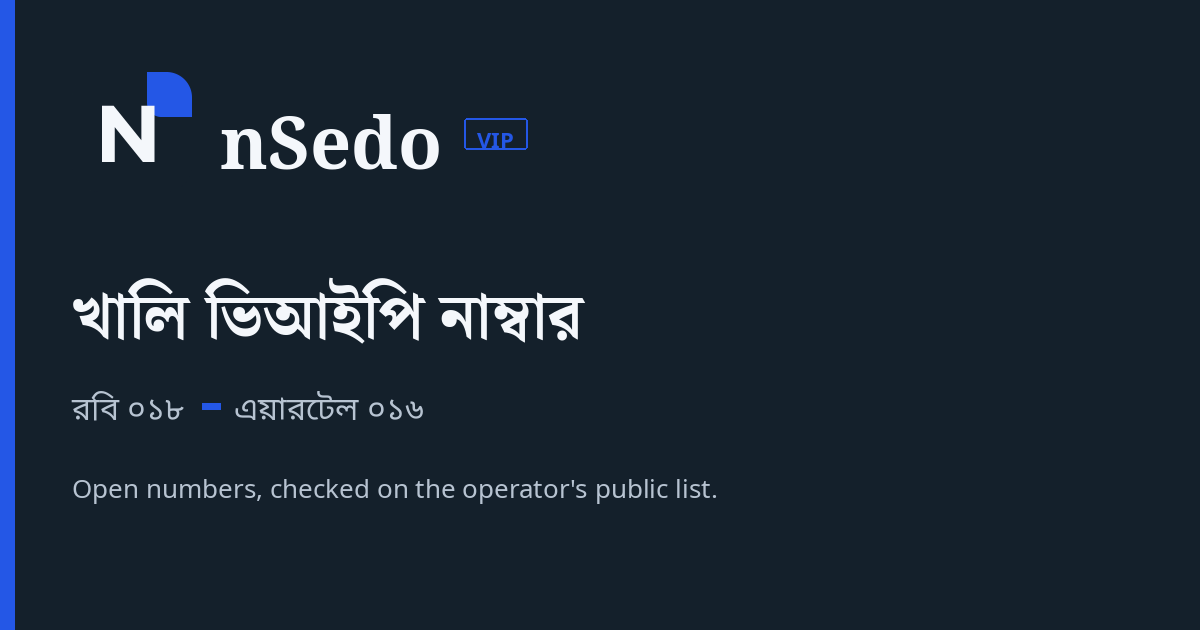 N nSedo VIP
খালি ভিআইপি নাম্বার
রবি ০১৮ - এয়ারটেল ০১৬
Open numbers, checked on the operator's public list.